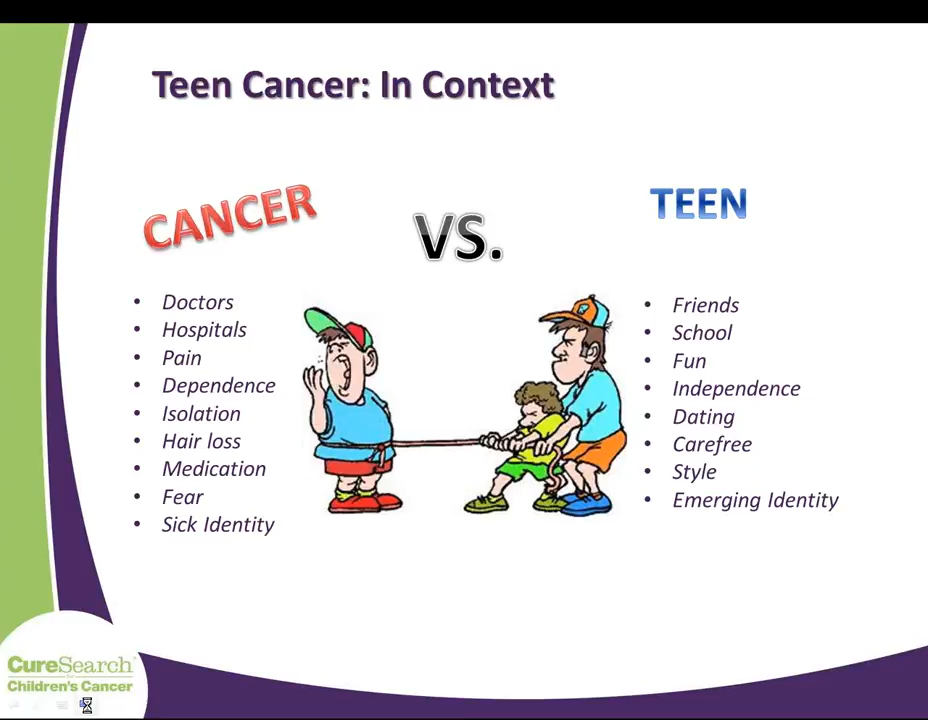 Teen Cancer: In Context
CANCER
VS.
TEEN
• Doctors
• Hospitals
• Pain
• Dependence
• Isolation
• Hair loss
• Medication
• Fear
• Sick Identity
• Friends
• School
• Fun
• Independence
• Dating
• Carefree
• Style
• Emerging Identity
CureSearch
for
Children's Cancer